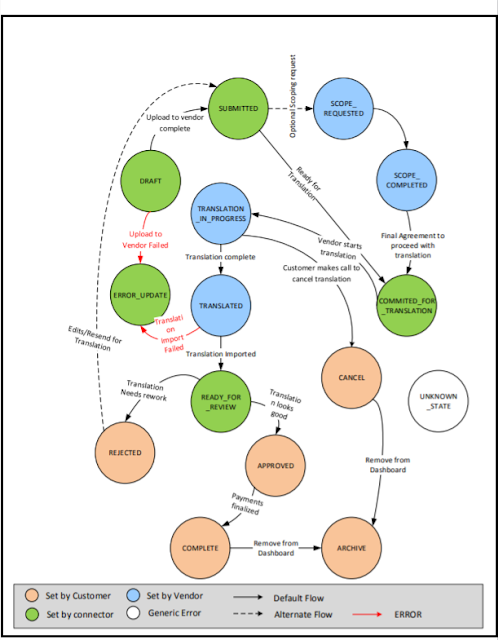 Optional Scoping request
SUBMITTED
SCOPE_
REQUESTED
Upload to vendor
complete
DRAFT
Ready for
Translation
SCOPE_
COMPLETED
TRANSLATION
_IN_PROGRESS
Upload to
Vendor Failed
Vendor starts
translation
Final Agreement to
proceed with
translation
Translation complete
Customer makes call to
cancel translation
ERROR_UPDATE
TRANSLATED
COMMITED_FOR
_TRANSLATION
Translati
on
Import
Failed
Edits/Resend for
Translation
Translation Imported
CANCEL
Translation
Needs rework
READY_FOR
_REVIEW
Translatio
n looks
good
UNKNOWN
_STATE
REJECTED
APPROVED
Remove from
Dashboard
Payments
finalized
COMPLETE
Remove from
Dashboard
ARCHIVE
Set by Customer
Set by Vendor
Default Flow
Set by connector
Generic Error
Alternate Flow
ERROR